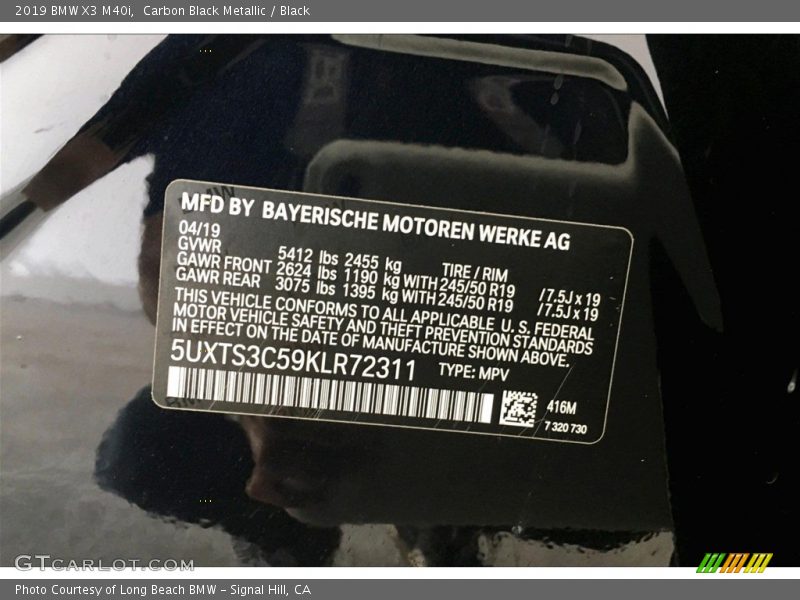 2019 BMW X3 M40i, Carbon Black Metallic / Black
MFD BY BAYERISCHE MOTOREN WERKE AG
04/19
GVWR 5412 lbs 2455 kg TIRE / RIM
GAWR FRONT 2624 lbs 1190 kg WITH 245/50 R19 /7.5J x 19
GAWR REAR 3075 lbs 1395 kg WITH 245/50 R19 /7.5J x 19
THIS VEHICLE CONFORMS TO ALL APPLICABLE U. S. FEDERAL
MOTOR VEHICLE SAFETY AND THEFT PREVENTION STANDARDS
IN EFFECT ON THE DATE OF MANUFACTURE SHOWN ABOVE.
5UXTS3C59KLR72311 TYPE: MPV
416M
7 320 730
GTCARLOT.COM
Photo Courtesy of Long Beach BMW - Signal Hill, CA